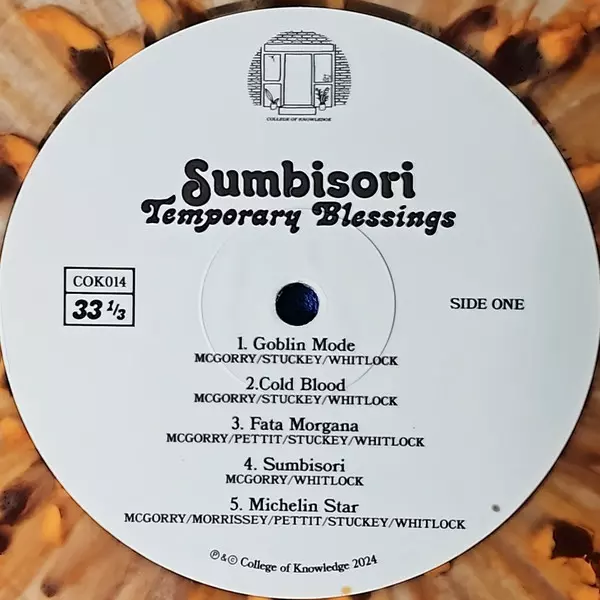 COLLEGE OF KNOWLEDGE
Sumbisori
Temporary Blessings
COK014
33 1/3
SIDE ONE
1. Goblin Mode
MCGORRY/STUCKEY/WHITLOCK
2.Cold Blood
MCGORRY/STUCKEY/WHITLOCK
3. Fata Morgana
MCGORRY/PETTIT/STUCKEY/WHITLOCK
4. Sumbisori
MCGORRY/WHITLOCK
5. Michelin Star
MCGORRY/MORRISSEY/PETTIT/STUCKEY/WHITLOCK
℗ & © College of Knowledge 2024